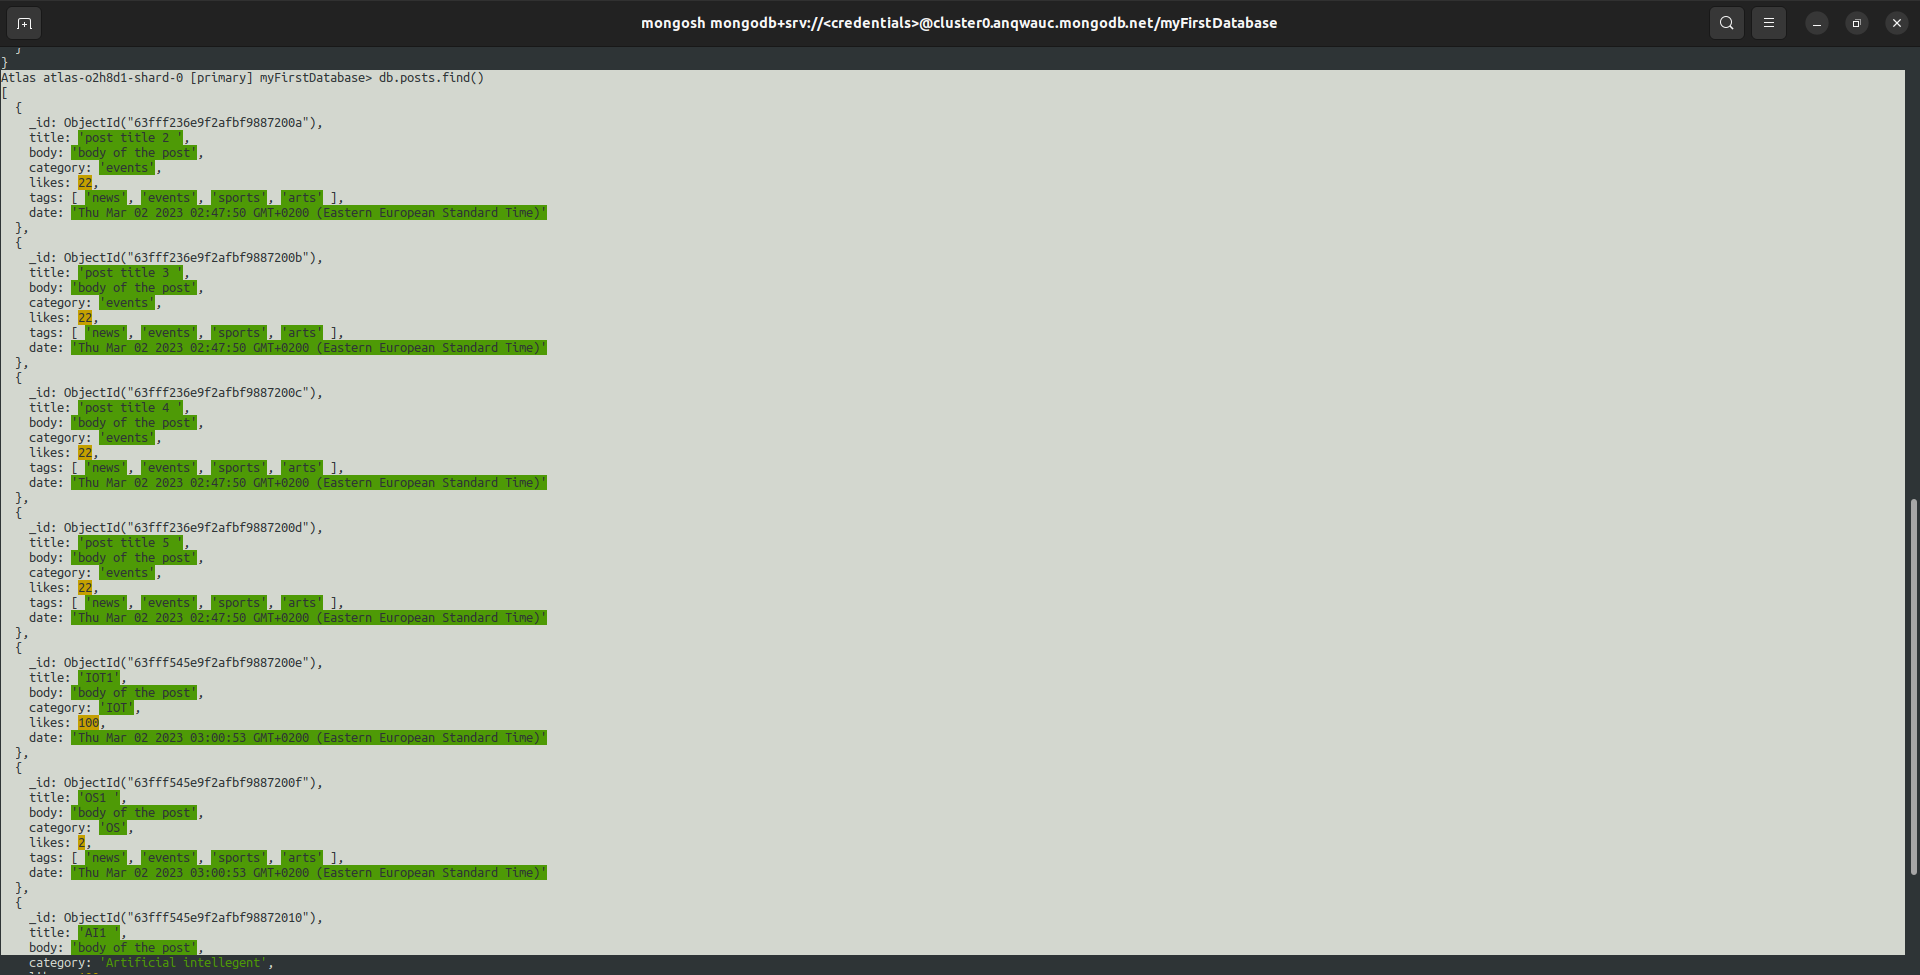 mongosh mongodb+srv://<credentials>@cluster0.anqwauc.mongodb.net/myFirstDatabase
}
}
Atlas atlas-o2h8d1-shard-0 [primary] myFirstDatabase> db.posts.find()
[
  {
    _id: ObjectId("63fff236e9f2afbf9887200a"),
    title: 'post title 2 ',
    body: 'body of the post',
    category: 'events',
    likes: 22,
    tags: [ 'news', 'events', 'sports', 'arts' ],
    date: 'Thu Mar 02 2023 02:47:50 GMT+0200 (Eastern European Standard Time)'
  },
  {
    _id: ObjectId("63fff236e9f2afbf9887200b"),
    title: 'post title 3 ',
    body: 'body of the post',
    category: 'events',
    likes: 22,
    tags: [ 'news', 'events', 'sports', 'arts' ],
    date: 'Thu Mar 02 2023 02:47:50 GMT+0200 (Eastern European Standard Time)'
  },
  {
    _id: ObjectId("63fff236e9f2afbf9887200c"),
    title: 'post title 4 ',
    body: 'body of the post',
    category: 'events',
    likes: 22,
    tags: [ 'news', 'events', 'sports', 'arts' ],
    date: 'Thu Mar 02 2023 02:47:50 GMT+0200 (Eastern European Standard Time)'
  },
  {
    _id: ObjectId("63fff236e9f2afbf9887200d"),
    title: 'post title 5 ',
    body: 'body of the post',
    category: 'events',
    likes: 22,
    tags: [ 'news', 'events', 'sports', 'arts' ],
    date: 'Thu Mar 02 2023 02:47:50 GMT+0200 (Eastern European Standard Time)'
  },
  {
    _id: ObjectId("63fff545e9f2afbf9887200e"),
    title: 'IOT1',
    body: 'body of the post',
    category: 'IOT',
    likes: 100,
    date: 'Thu Mar 02 2023 03:00:53 GMT+0200 (Eastern European Standard Time)'
  },
  {
    _id: ObjectId("63fff545e9f2afbf9887200f"),
    title: 'OS1 ',
    body: 'body of the post',
    category: 'OS',
    likes: 2,
    tags: [ 'news', 'events', 'sports', 'arts' ],
    date: 'Thu Mar 02 2023 03:00:53 GMT+0200 (Eastern European Standard Time)'
  },
  {
    _id: ObjectId("63fff545e9f2afbf98872010"),
    title: 'AI1 ',
    body: 'body of the post',
    category: 'Artificial intellegent',